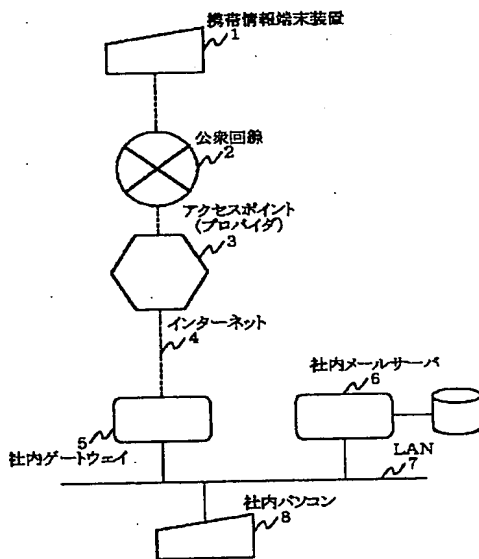 携帯情報端末装置
1
公衆回線
2
アクセスポイント
(プロバイダ)
3
インターネット
4
社内メールサーバ
6
5
社内ゲートウェイ
LAN
7
社内パソコン
8